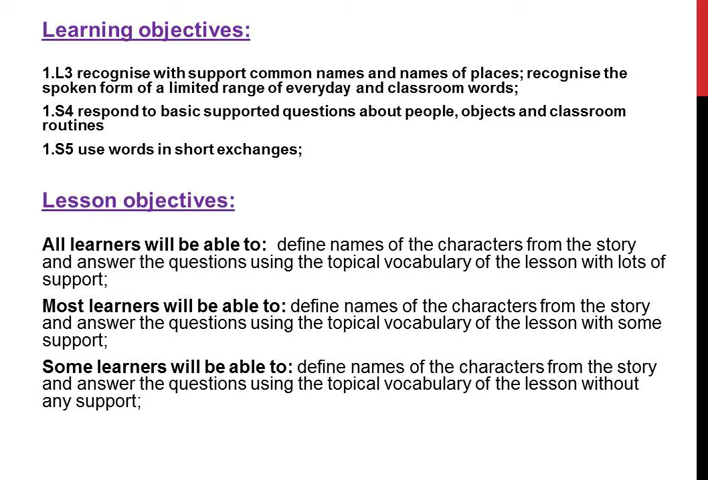 Learning objectives:
1.L3 recognise with support common names and names of places; recognise the
spoken form of a limited range of everyday and classroom words;
1.S4 respond to basic supported questions about people, objects and classroom
routines
1.S5 use words in short exchanges;
Lesson objectives:
All learners will be able to: define names of the characters from the story
and answer the questions using the topical vocabulary of the lesson with lots of
support;
Most learners will be able to: define names of the characters from the story
and answer the questions using the topical vocabulary of the lesson with some
support;
Some learners will be able to: define names of the characters from the story
and answer the questions using the topical vocabulary of the lesson without
any support;